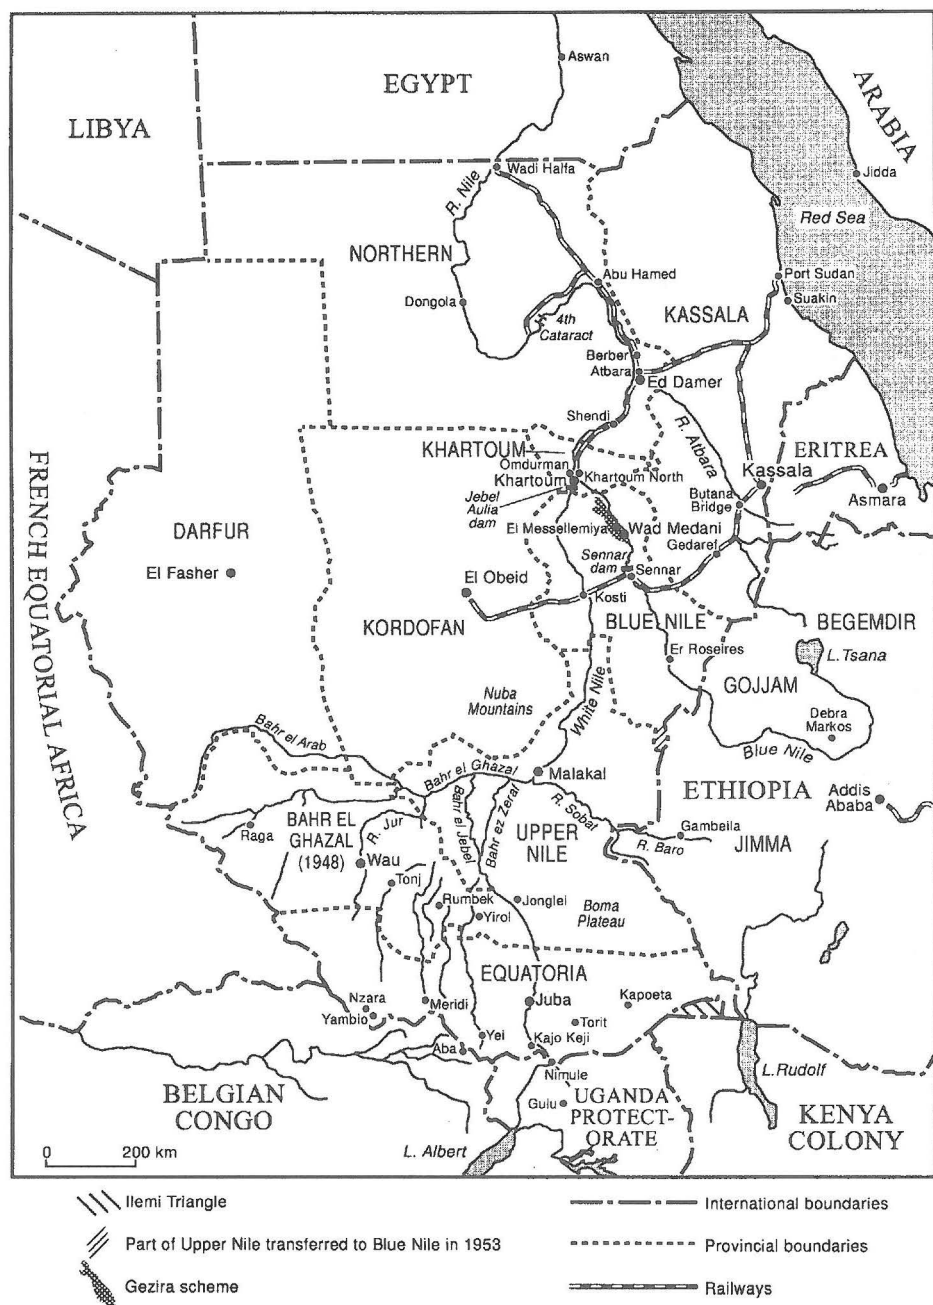 Aswan
EGYPT
LIBYA
ARABIA
Wadi Halfa
Jidda
R. Nile
Red Sea
NORTHERN
Abu Hamed
Port Sudan
Dongola
Suakin
4th
Cataract
KASSALA
Berber
Atbara
Ed Damer
Shendi
R. Atbara
KHARTOUM
ERITREA
Omdurman
Khartoum North
Khartoum
Kassala
Jebel
Aulia
dam
Butana
Bridge
Asmara
FRENCH EQUATORIAL AFRICA
DARFUR
El Messellemiya
Wad Medani
Gedaref
Sennar
dam
El Fasher
El Obeid
Sennar
Kosti
KORDOFAN
BLUE NILE
BEGEMDIR
Er Roseires
L.Tsana
GOJJAM
Nuba
Mountains
White Nile
Debra
Markos
Blue Nile
Bahr el Arab
Bahr el Ghazal
Malakal
ETHIOPIA
Addis
Ababa
Bahr el Jebel
Bahr ez Zeraf
R. Sobat
BAHR EL
GHAZAL
(1948)
Raga
R. Jur
UPPER
NILE
Gambeila
R. Baro
JIMMA
Wau
Tonj
Rumbek
Jonglei
Yirol
Boma
Plateau
EQUATORIA
Nzara
Yambio
Meridi
Juba
Kapoeta
Torit
Yei
Kajo Keji
Aba
Nimule
L.Rudolf
BELGIAN
CONGO
Gulu
UGANDA
PROTECT-
ORATE
KENYA
COLONY
0 200 km
L. Albert
Ilemi Triangle
International boundaries
Part of Upper Nile transferred to Blue Nile in 1953
Provincial boundaries
Gezira scheme
Railways